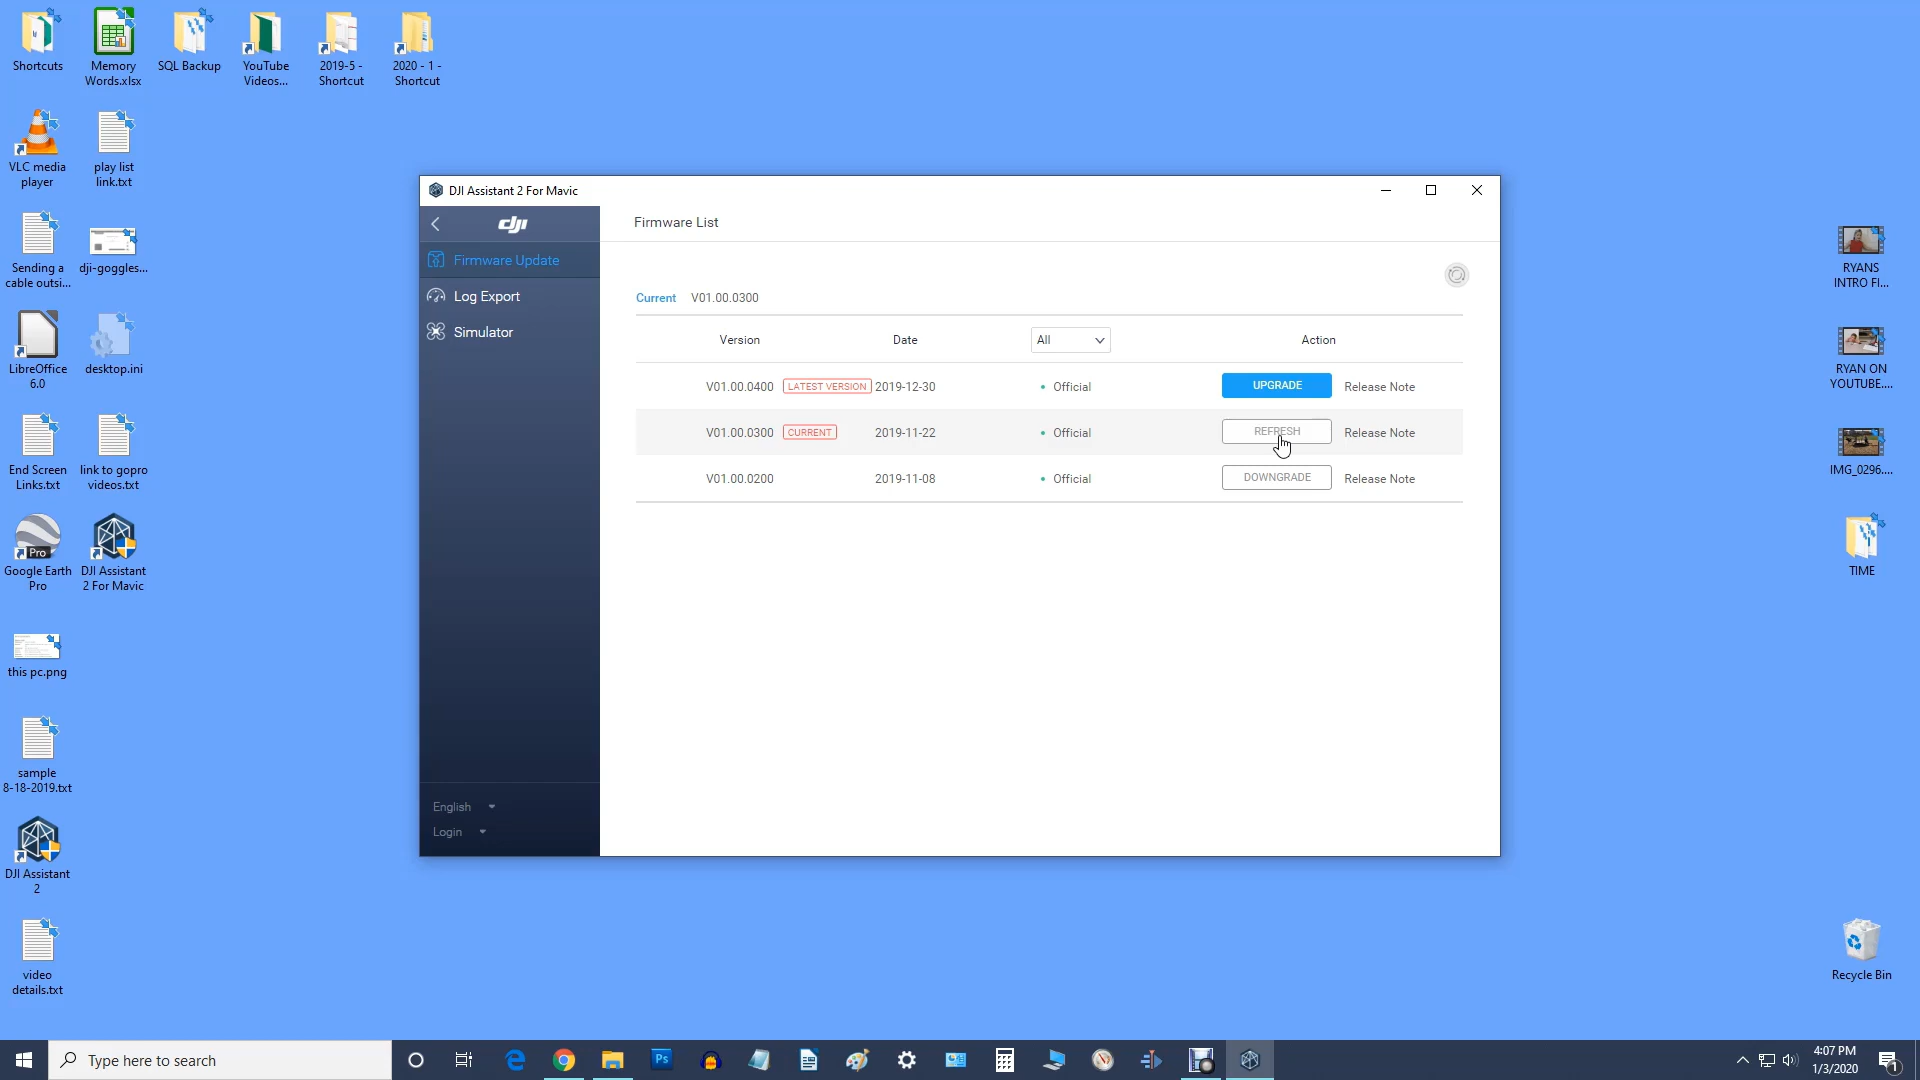 Shortcuts
Memory
Words.xlsx
SQL Backup
YouTube
Videos...
2019-5 -
Shortcut
2020 - 1 -
Shortcut
VLC media
player
play list
link.txt
Sending a
cable outsi...
dji-goggles...
LibreOffice
6.0
desktop.ini
End Screen
Links.txt
link to gopro
videos.txt
Pro
Google Earth
Pro
DJI Assistant
2 For Mavic
this pc.png
sample
8-18-2019.txt
DJI Assistant
2
video
details.txt
DJI Assistant 2 For Mavic
dji
Firmware Update
Log Export
Simulator
English
Login
Firmware List
Current V01.00.0300
Version Date All Action
V01.00.0400 LATEST VERSION 2019-12-30 Official UPGRADE Release Note
V01.00.0300 CURRENT 2019-11-22 Official REFRESH Release Note
V01.00.0200 2019-11-08 Official DOWNGRADE Release Note
RYANS
INTRO FI...
RYAN ON
YOUTUBE....
IMG_0296....
TIME
Recycle Bin
Type here to search
Ps
4:07 PM
1/3/2020
1